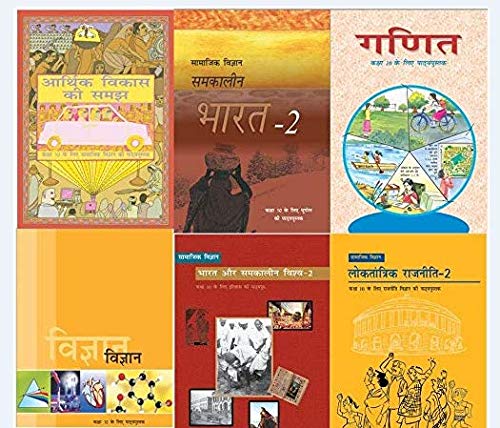 आर्थिक विकास
की समझ
कक्षा 10 के लिए सामाजिक विज्ञान की पाठ्यपुस्तक
सामाजिक विज्ञान
समकालीन
भारत -2
कक्षा 10 के लिए भूगोल
की पाठ्यपुस्तक
गणित
कक्षा 10 के लिए पाठ्यपुस्तक
विज्ञान
विज्ञान
कक्षा 10 के लिए पाठ्यपुस्तक
सामाजिक विज्ञान
भारत और समकालीन विश्व-2
कक्षा 10 के लिए इतिहास की पाठ्यपुस्तक
सामाजिक विज्ञान
लोकतांत्रिक राजनीति-2
कक्षा 10 के लिए राजनीति विज्ञान की पाठ्यपुस्तक